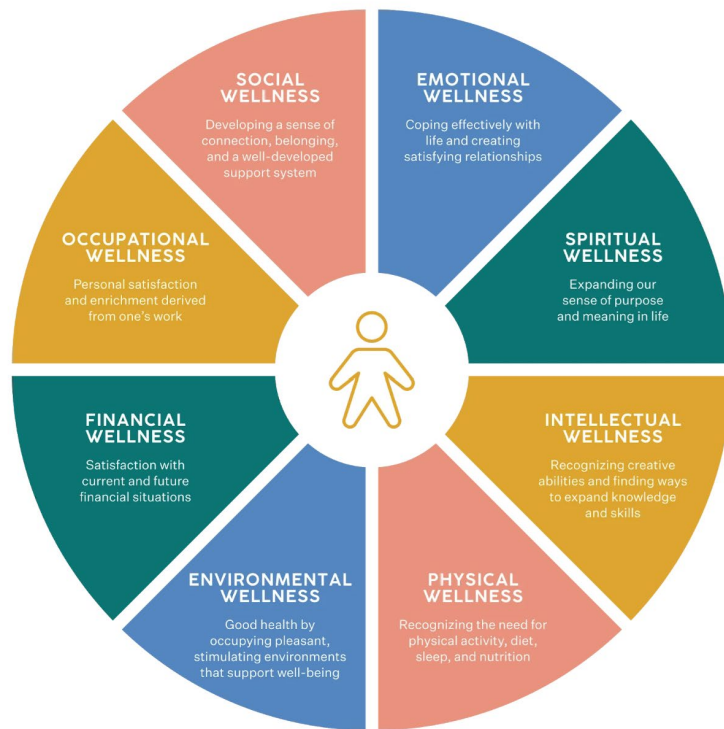 SOCIAL
WELLNESS
Developing a sense of
connection, belonging,
and a well-developed
support system
EMOTIONAL
WELLNESS
Coping effectively with
life and creating
satisfying relationships
OCCUPATIONAL
WELLNESS
Personal satisfaction
and enrichment derived
from one's work
SPIRITUAL
WELLNESS
Expanding our
sense of purpose
and meaning in life
FINANCIAL
WELLNESS
Satisfaction with
current and future
financial situations
INTELLECTUAL
WELLNESS
Recognizing creative
abilities and finding ways
to expand knowledge
and skills
ENVIRONMENTAL
WELLNESS
Good health by
occupying pleasant,
stimulating environments
that support well-being
PHYSICAL
WELLNESS
Recognizing the need for
physical activity, diet,
sleep, and nutrition